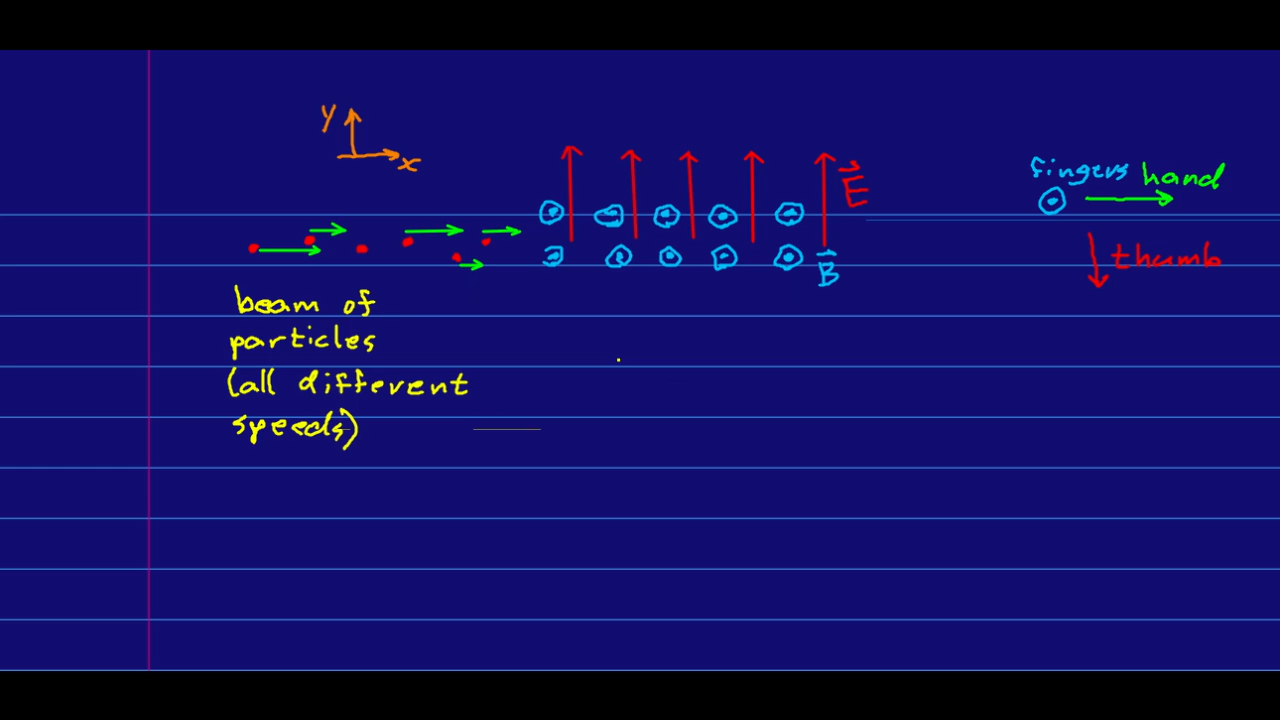 y
x
fingers hand
E
thumb
B
beam of
particles
(all different
speeds)